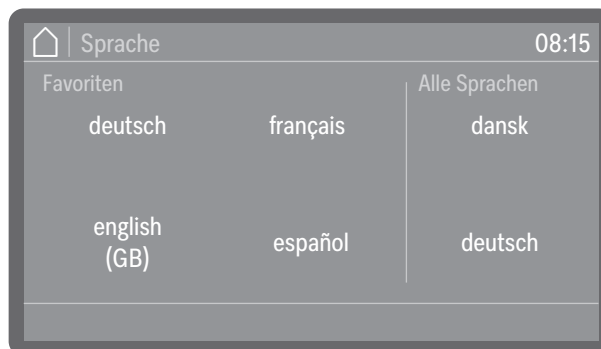 Sprache 08:15
Favoriten Alle Sprachen
deutsch français dansk
english
(GB) español deutsch